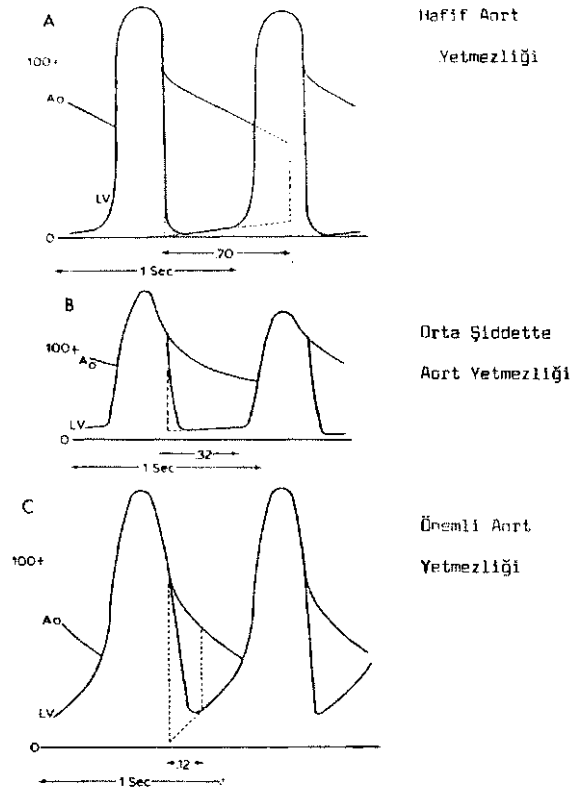 A
Hafif Aort
Yetmezliği
100+
Ao
LV
0
.70
1 Sec
B
Orta Şiddette
Aort Yetmezliği
100+
Ao
LV
0
.32
1 Sec
C
Önemli Aort
Yetmezliği
100+
Ao
LV
0
.12
1 Sec